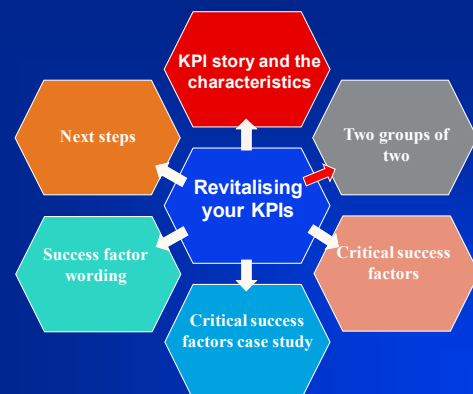 KPI story and the
characteristics
Next steps
Two groups of
two
Revitalising
your KPIs
Success factor
wording
Critical success
factors
Critical success
factors case study